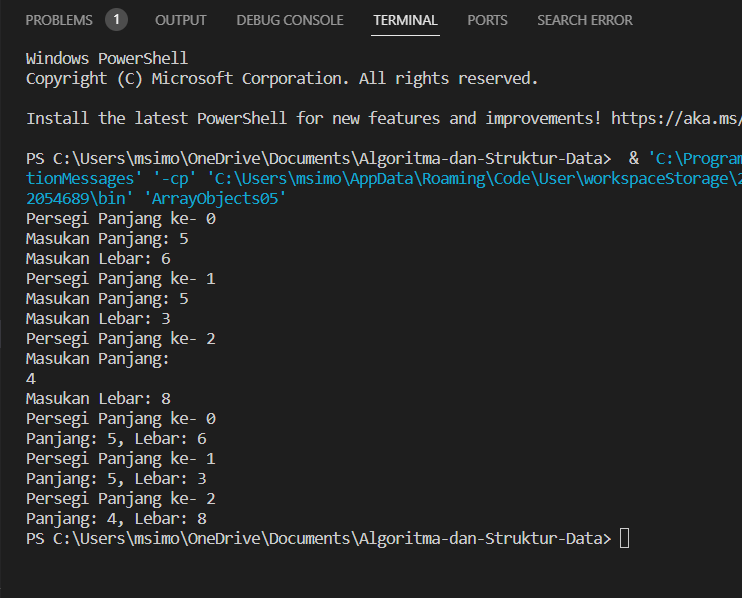 PROBLEMS 1 OUTPUT DEBUG CONSOLE TERMINAL PORTS SEARCH ERROR
Windows PowerShell
Copyright (C) Microsoft Corporation. All rights reserved.
Install the latest PowerShell for new features and improvements! https://aka.ms/
PS C:\Users\msimo\OneDrive\Documents\Algoritma-dan-Struktur-Data>  & 'C:\Program
tionMessages' '-cp' 'C:\Users\msimo\AppData\Roaming\Code\User\workspaceStorage\2
2054689\bin' 'ArrayObjects05'
Persegi Panjang ke- 0
Masukan Panjang: 5
Masukan Lebar: 6
Persegi Panjang ke- 1
Masukan Panjang: 5
Masukan Lebar: 3
Persegi Panjang ke- 2
Masukan Panjang:
4
Masukan Lebar: 8
Persegi Panjang ke- 0
Panjang: 5, Lebar: 6
Persegi Panjang ke- 1
Panjang: 5, Lebar: 3
Persegi Panjang ke- 2
Panjang: 4, Lebar: 8
PS C:\Users\msimo\OneDrive\Documents\Algoritma-dan-Struktur-Data>